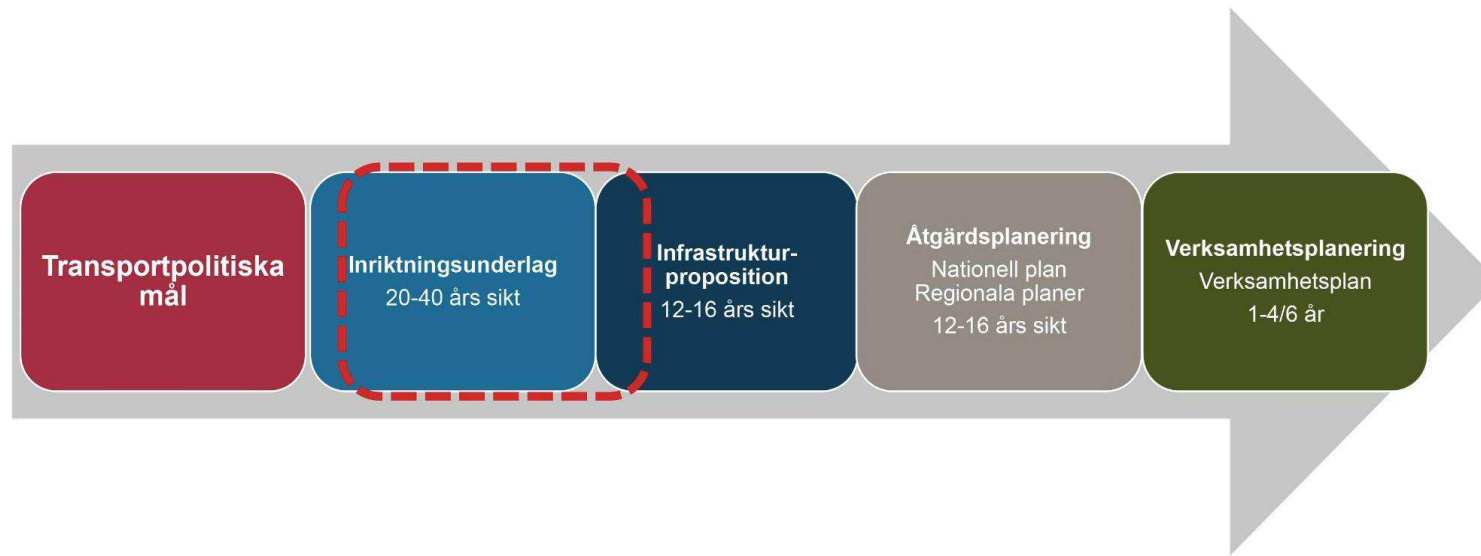 Transportpolitiska
mål
Inriktningsunderlag
20-40 års sikt
Infrastruktur-
proposition
12-16 års sikt
Åtgärdsplanering
Nationell plan
Regionala planer
12-16 års sikt
Verksamhetsplanering
Verksamhetsplan
1-4/6 år